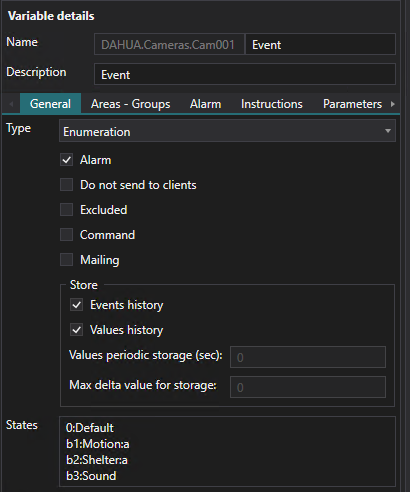 Variable details
Name DAHUA.Cameras.Cam001 Event
Description Event
General Areas - Groups Alarm Instructions Parameters
Type Enumeration
Alarm
Do not send to clients
Excluded
Command
Mailing
Store
Events history
Values history
Values periodic storage (sec): 0
Max delta value for storage: 0
States 0:Default
b1:Motion:a
b2:Shelter:a
b3:Sound